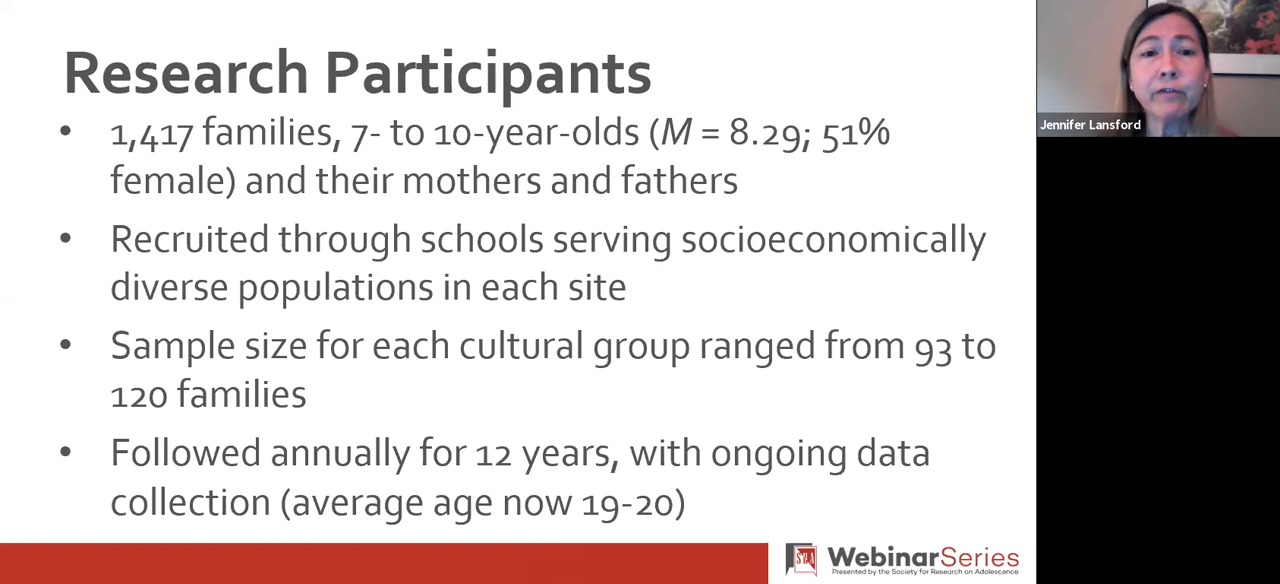 Research Participants
• 1,417 families, 7- to 10-year-olds (M = 8.29; 51%
female) and their mothers and fathers
• Recruited through schools serving socioeconomically
diverse populations in each site
• Sample size for each cultural group ranged from 93 to
120 families
• Followed annually for 12 years, with ongoing data
collection (average age now 19-20)
Jennifer Lansford
WebinarSeries
Presented by the Society for Research on Adolescence